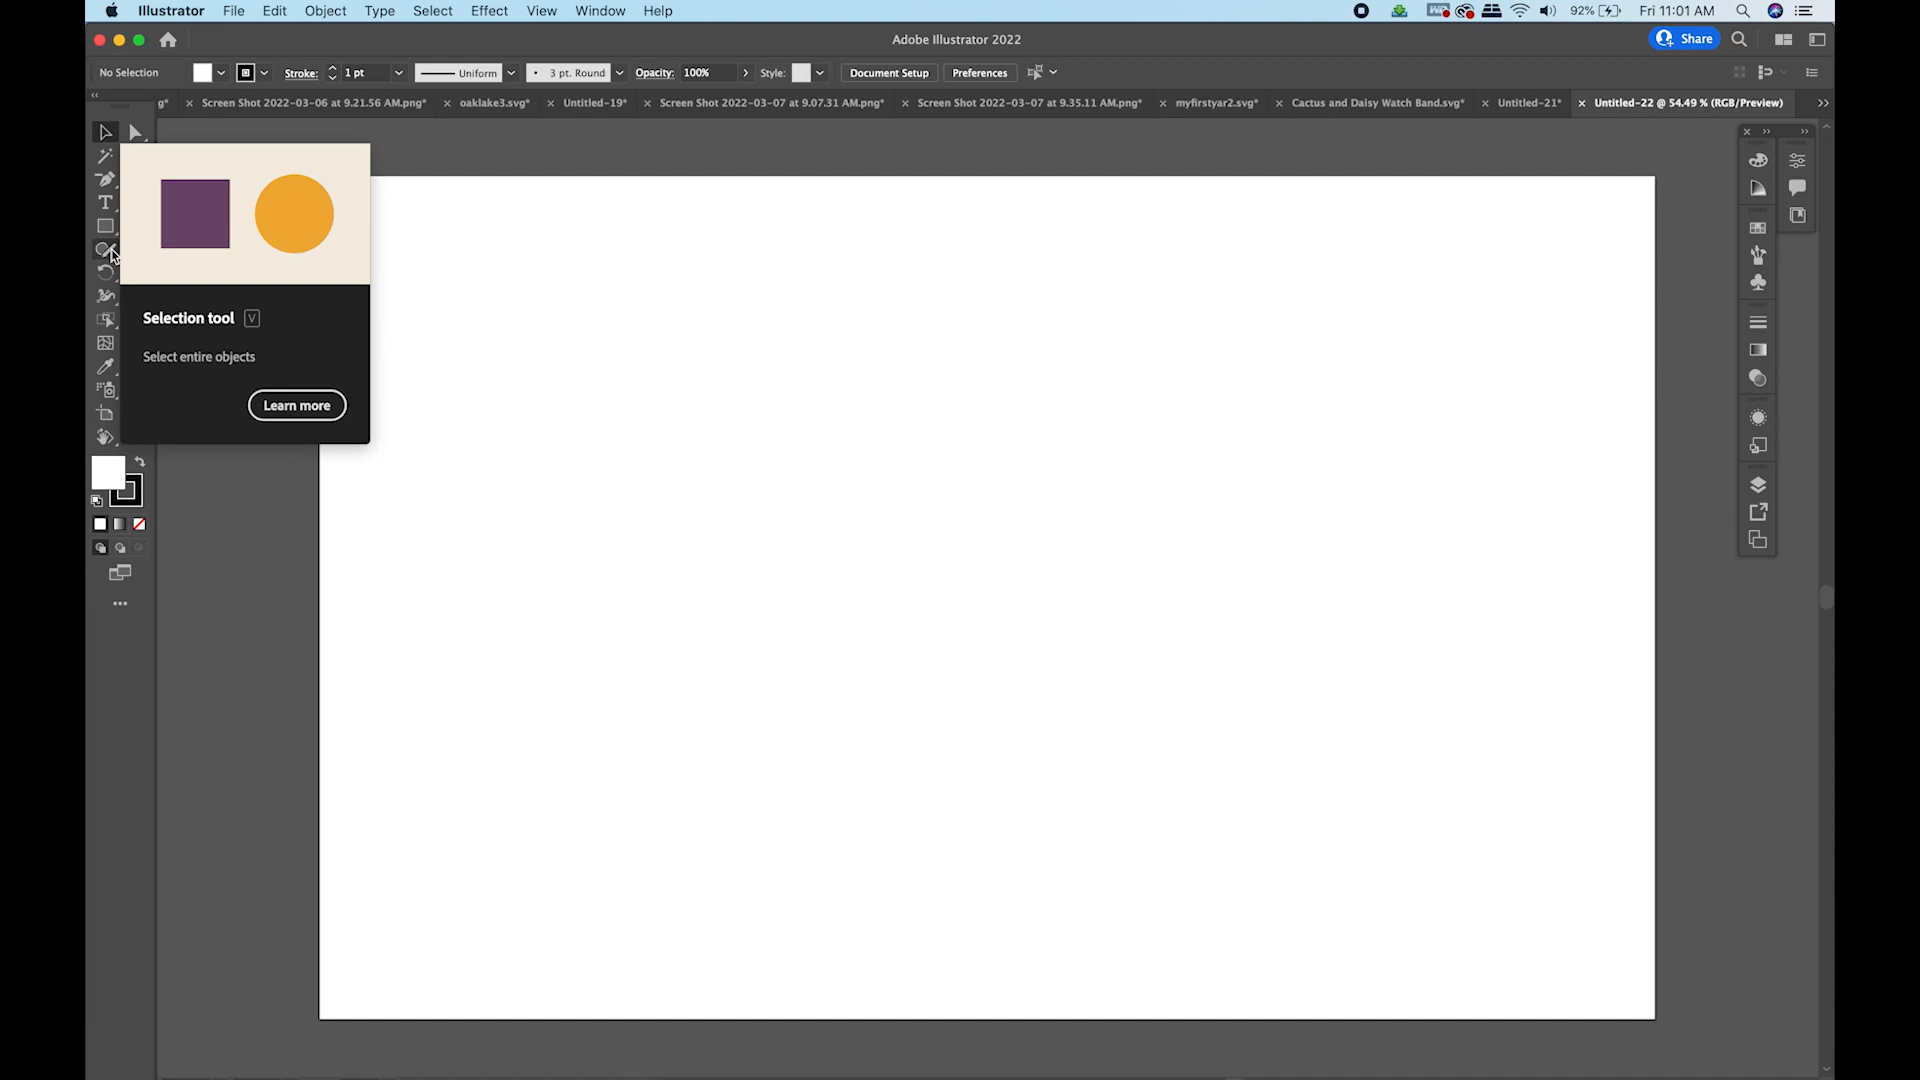 Illustrator File Edit Object Type Select Effect View Window Help 92% Fri 11:01 AM
Adobe Illustrator 2022 Share
No Selection Stroke: 1 pt Uniform 3 pt. Round Opacity: 100% Style: Document Setup Preferences
g* × Screen Shot 2022-03-06 at 9.21.56 AM.png* × oaklake3.svg* × Untitled-19* × Screen Shot 2022-03-07 at 9.07.31 AM.png* × Screen Shot 2022-03-07 at 9.35.11 AM.png* × myfirstyar2.svg* × Cactus and Daisy Watch Band.svg* × Untitled-21* × Untitled-22 @ 54.49 % (RGB/Preview)
Selection tool V
Select entire objects
Learn more